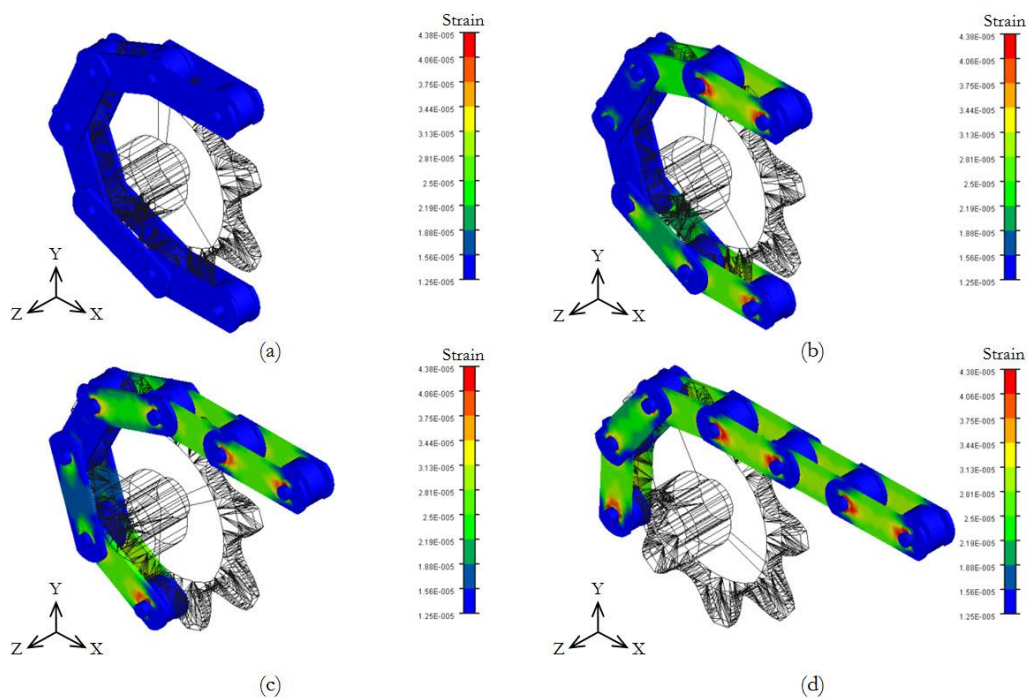 Strain
4.38E-005
4.06E-005
3.75E-005
3.44E-005
3.13E-005
2.81E-005
2.5E-005
2.19E-005
1.88E-005
1.56E-005
1.25E-005
Y
Z
X
(a)
Strain
4.38E-005
4.06E-005
3.75E-005
3.44E-005
3.13E-005
2.81E-005
2.5E-005
2.19E-005
1.88E-005
1.56E-005
1.25E-005
Y
Z
X
(b)
Strain
4.38E-005
4.06E-005
3.75E-005
3.44E-005
3.13E-005
2.81E-005
2.5E-005
2.19E-005
1.88E-005
1.56E-005
1.25E-005
Y
Z
X
(c)
Strain
4.38E-005
4.06E-005
3.75E-005
3.44E-005
3.13E-005
2.81E-005
2.5E-005
2.19E-005
1.88E-005
1.56E-005
1.25E-005
Y
Z
X
(d)